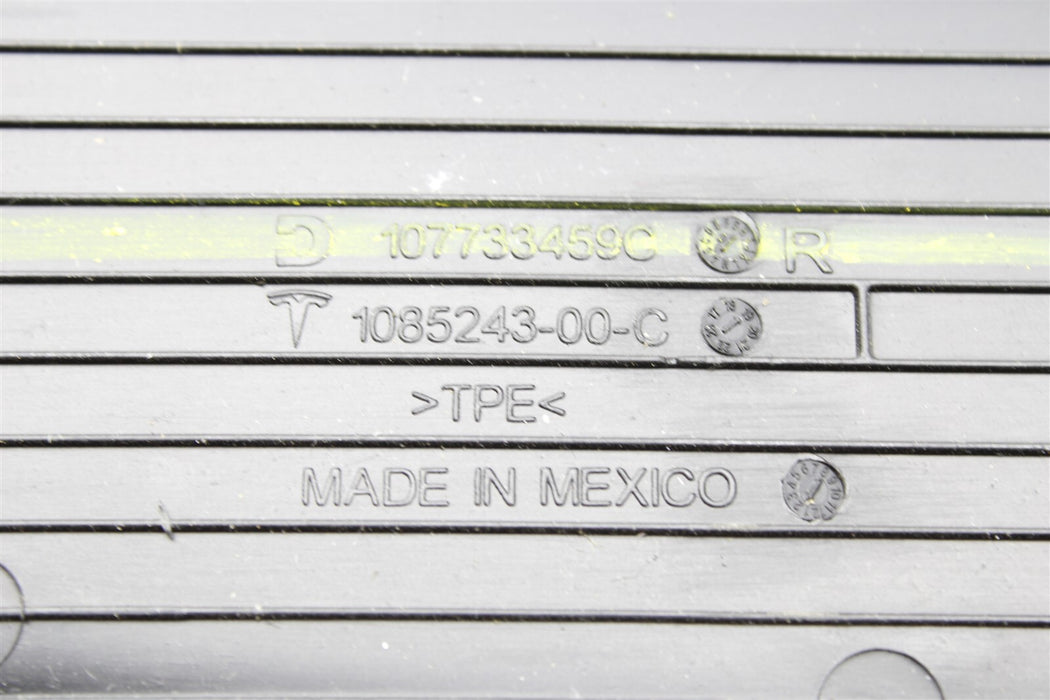 D 107733459C R
1085243-00-C
>TPE<
MADE IN MEXICO